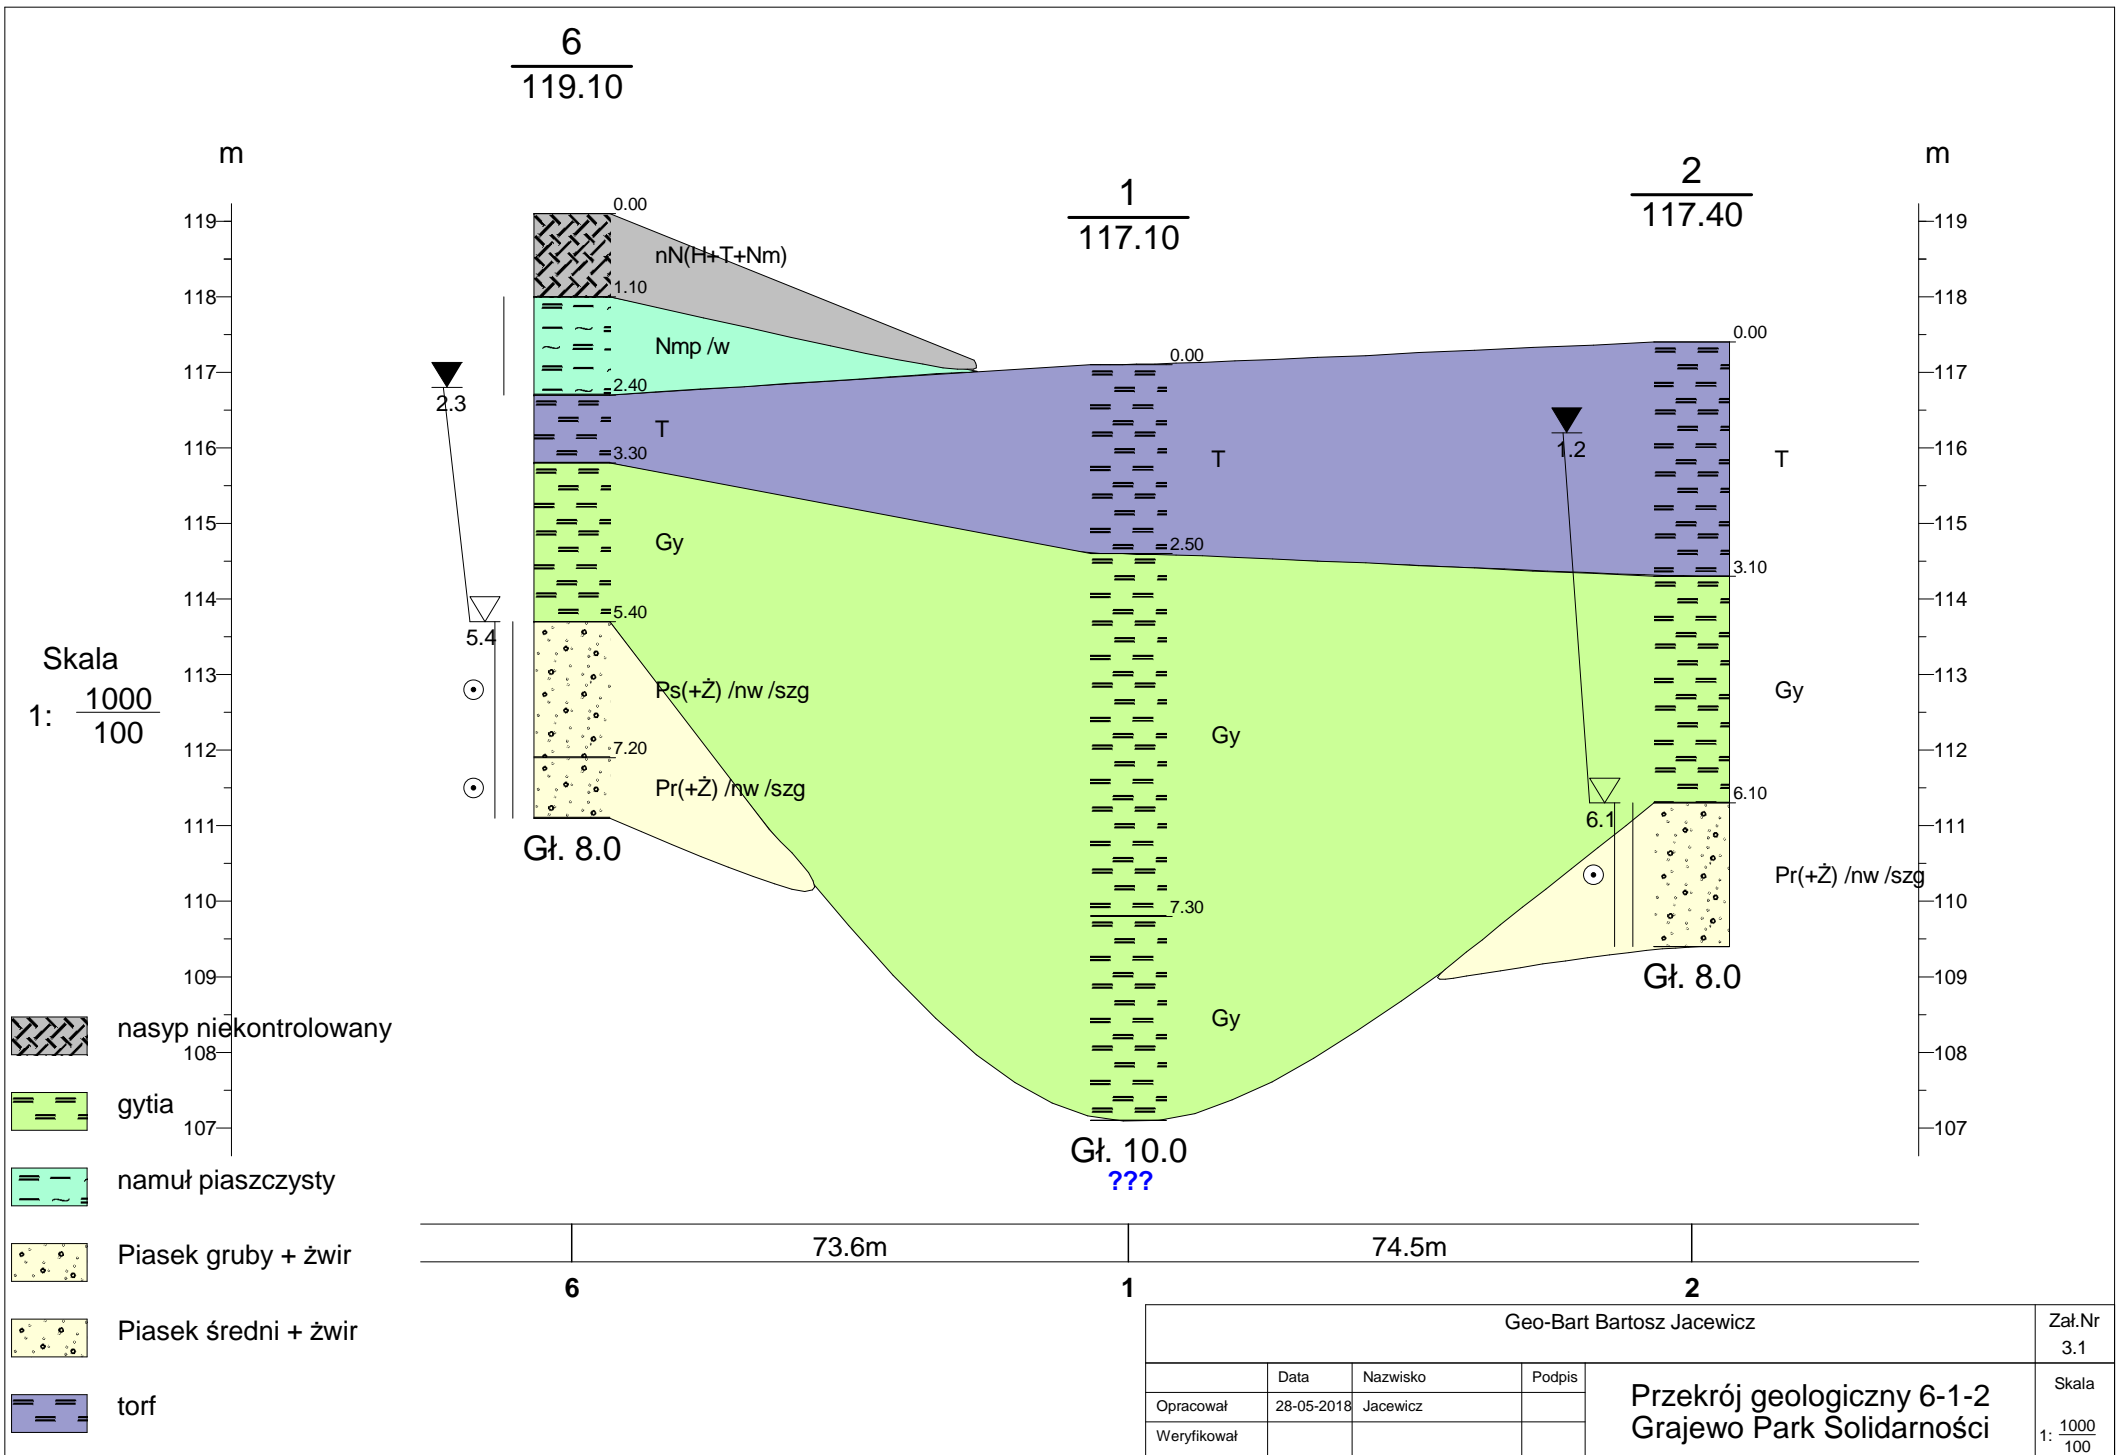 6
119.10
1
117.10
2
117.40
m
m
119
118
117
116
115
114
113
112
111
110
109
108
107
119
118
117
116
115
114
113
112
111
110
109
108
107
0.00
nN(H+T+Nm)
1.10
Nmp /w
2.40
T
3.30
Gy
5.40
Ps(+Ż) /nw /szg
7.20
Pr(+Ż) /nw /szg
Gł. 8.0
2.3
5.4
0.00
T
2.50
Gy
7.30
Gy
Gł. 10.0
???
0.00
T
3.10
Gy
6.10
Pr(+Ż) /nw /szg
Gł. 8.0
1.2
6.1
Skala
1: 1000
100
nasyp niekontrolowany
gytia
namuł piaszczysty
Piasek gruby + żwir
Piasek średni + żwir
torf
73.6m
74.5m
6
1
2
Geo-Bart Bartosz Jacewicz
Zał.Nr
3.1
Data
Nazwisko
Podpis
Opracował
28-05-2018
Jacewicz
Weryfikował
Przekrój geologiczny 6-1-2
Grajewo Park Solidarności
Skala
1: 1000
100